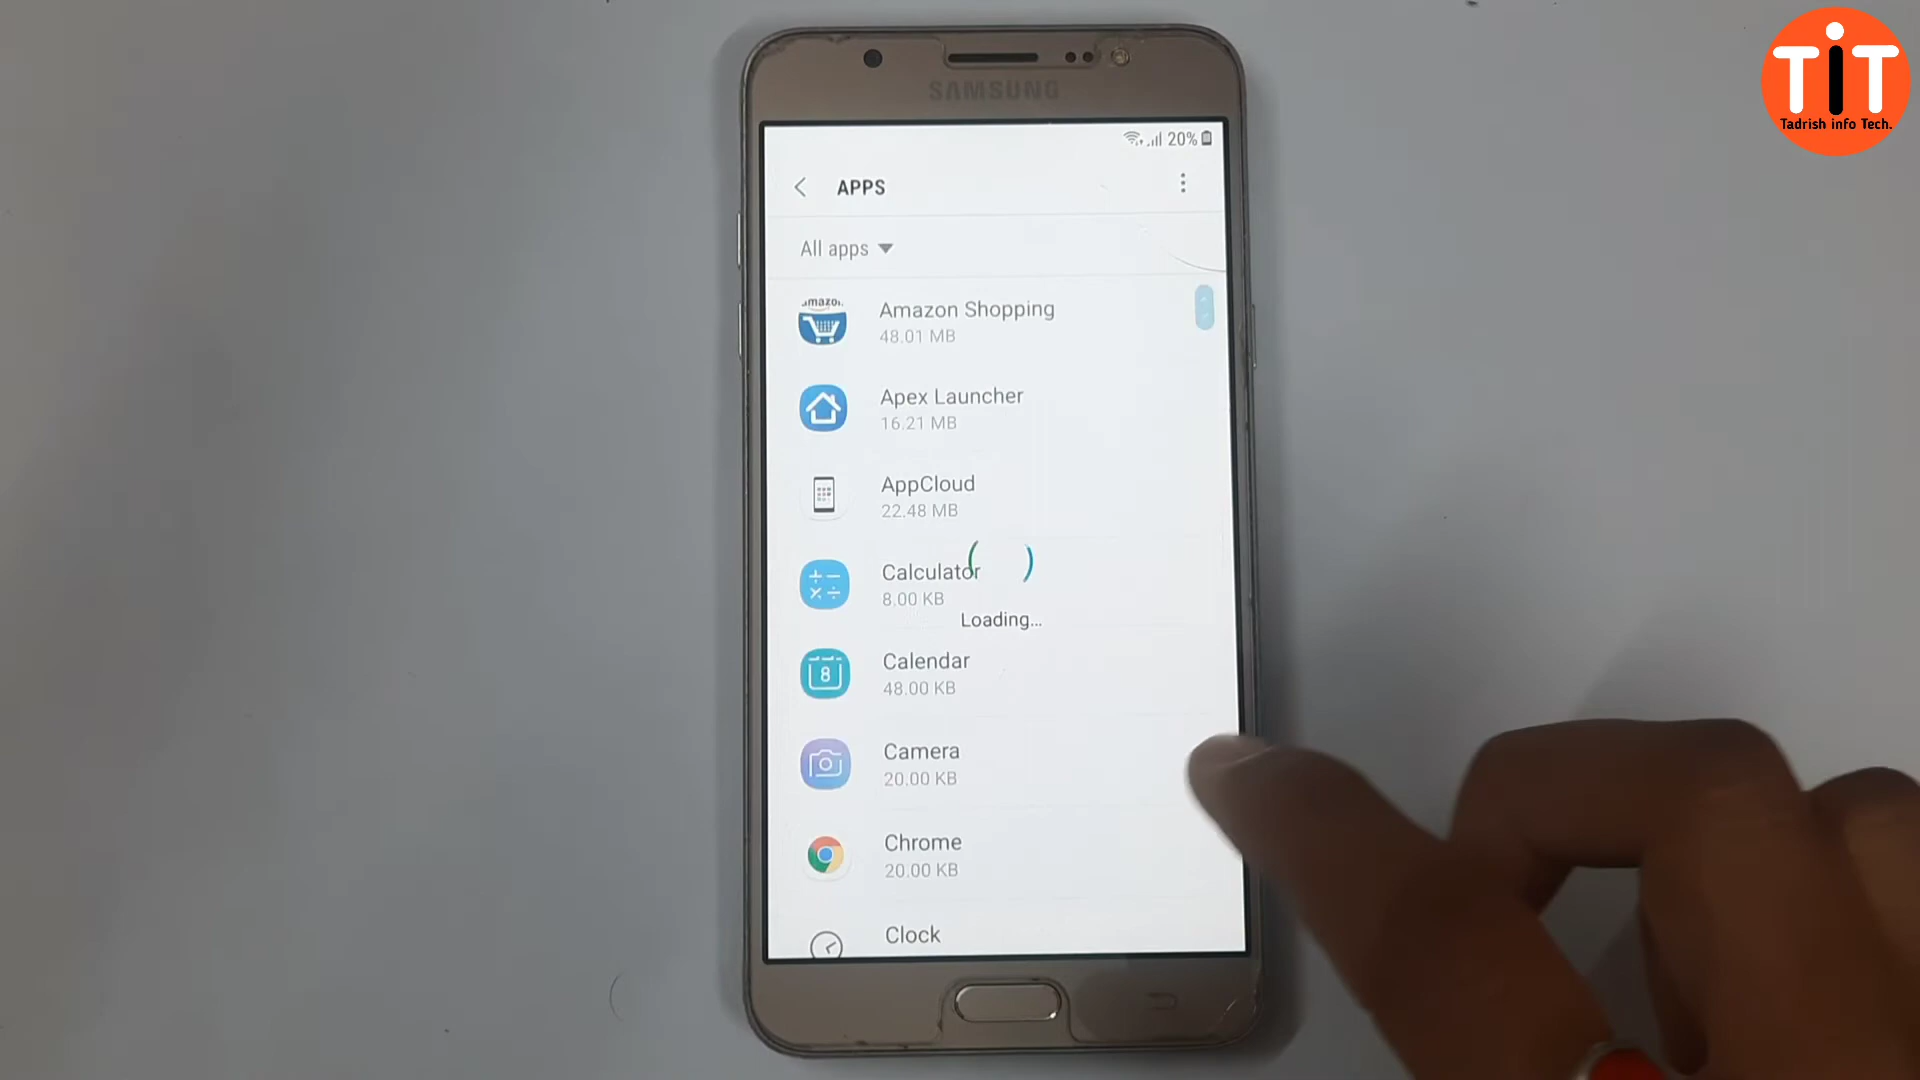 TiT
Tadrish info Tech.
SAMSUNG
20%
APPS
All apps
amazon
Amazon Shopping
48.01 MB
Apex Launcher
16.21 MB
AppCloud
22.48 MB
Calculator
8.00 KB
Loading...
8
Calendar
48.00 KB
Camera
20.00 KB
Chrome
20.00 KB
Clock